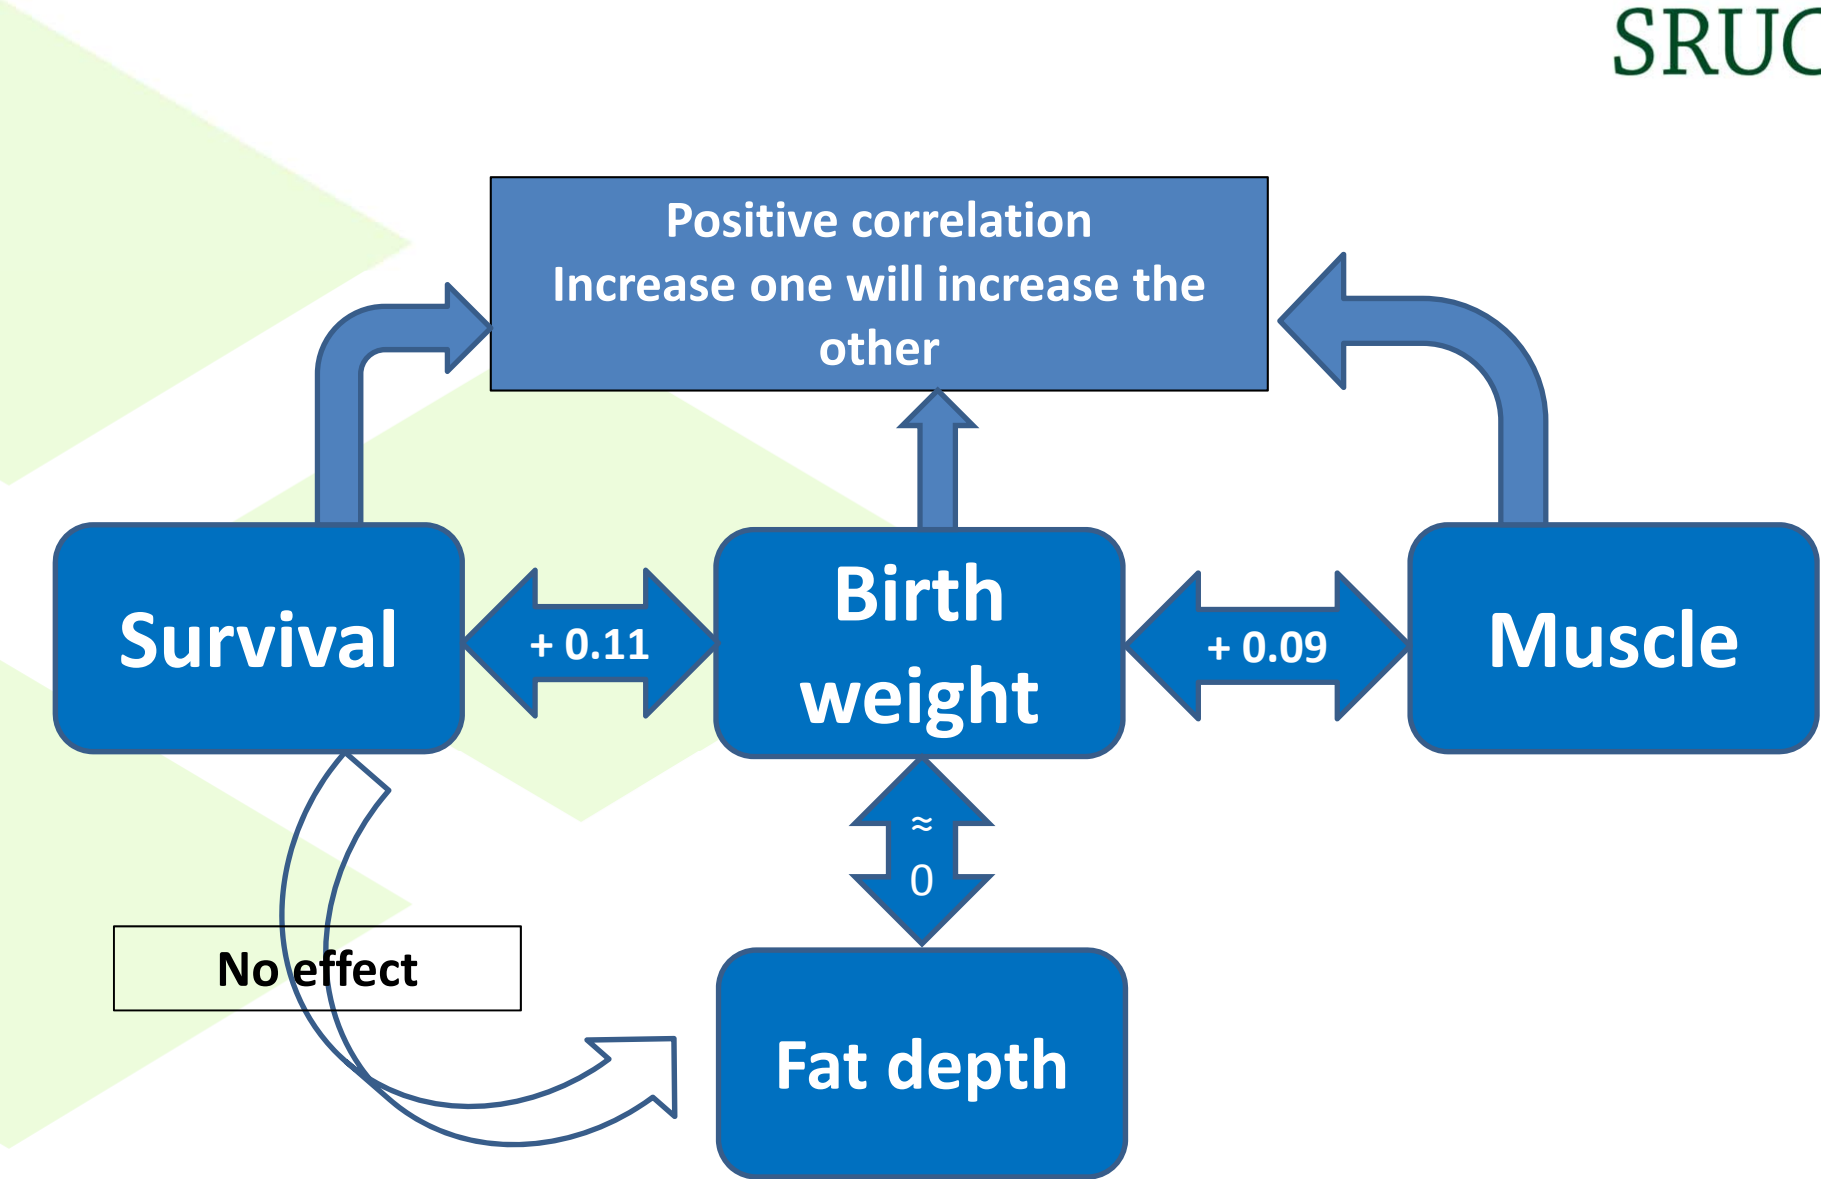 SRUC
Positive correlation
Increase one will increase the
other
Survival
+ 0.11
Birth
weight
+ 0.09
Muscle
≈
0
No effect
Fat depth